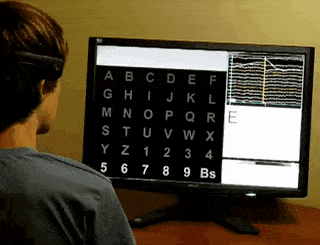 A B C D E F
G H I J K L
M N O P Q R
S T U V W X
Y Z 1 2 3 4
5 6 7 8 9 Bs
E